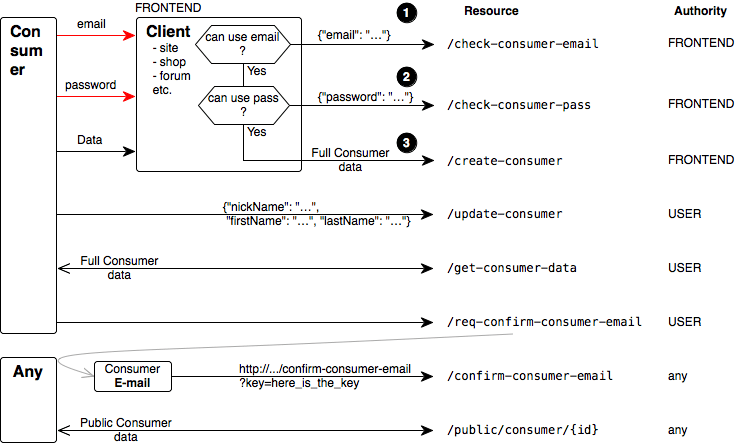 FRONTEND
Resource
Authority
Con
sum
er
email
Client
- site
- shop
- forum
etc.
can use email
?
Yes
1
{"email": "..."}
/check-consumer-email
FRONTEND
password
can use pass
?
Yes
2
{"password": "..."}
/check-consumer-pass
FRONTEND
Data
3
Full Consumer
data
/create-consumer
FRONTEND
{"nickName": "...",
"firstName": "...", "lastName": "..."}
/update-consumer
USER
Full Consumer
data
/get-consumer-data
USER
/req-confirm-consumer-email
USER
Any
Consumer
E-mail
http://.../confirm-consumer-email
?key=here_is_the_key
/confirm-consumer-email
any
Public Consumer
data
/public/consumer/{id}
any